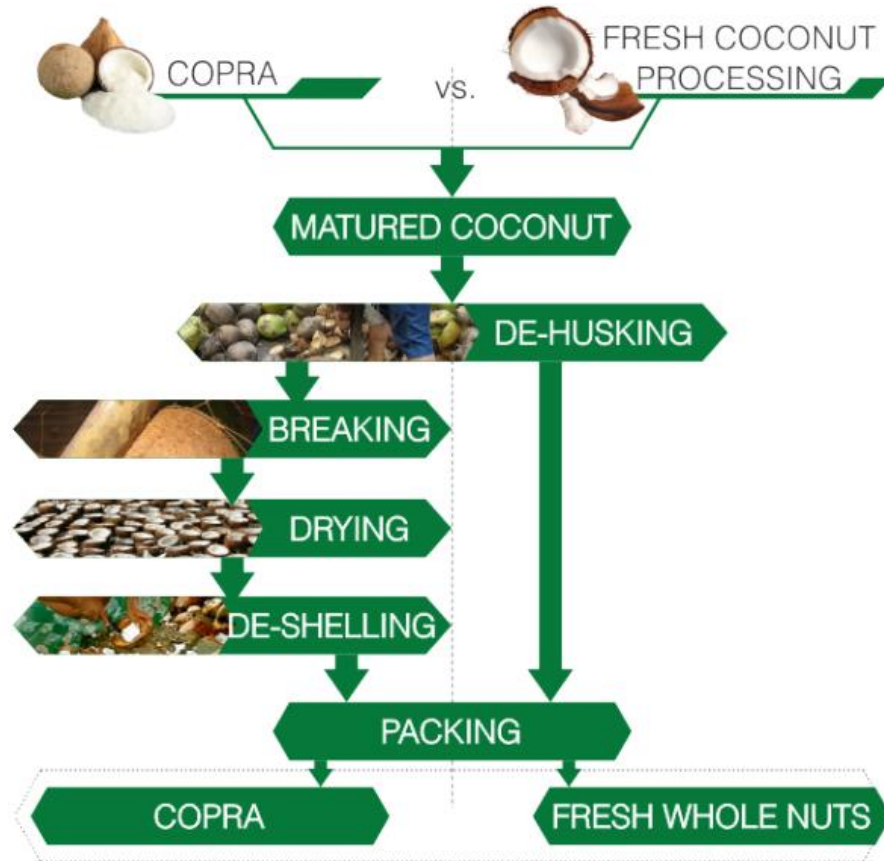 COPRA
vs.
FRESH COCONUT
PROCESSING
MATURED COCONUT
DE-HUSKING
BREAKING
DRYING
DE-SHELLING
PACKING
COPRA
FRESH WHOLE NUTS